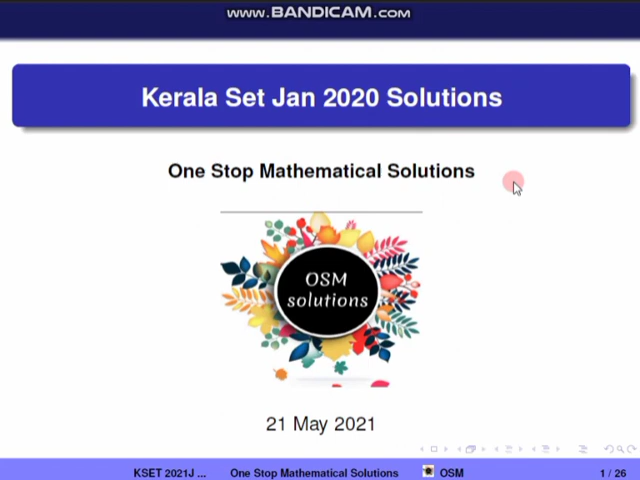 www.BANDICAM.com
Kerala Set Jan 2020 Solutions
One Stop Mathematical Solutions
OSM
solutions
21 May 2021
KSET 2021J ... One Stop Mathematical Solutions OSM 1 / 26